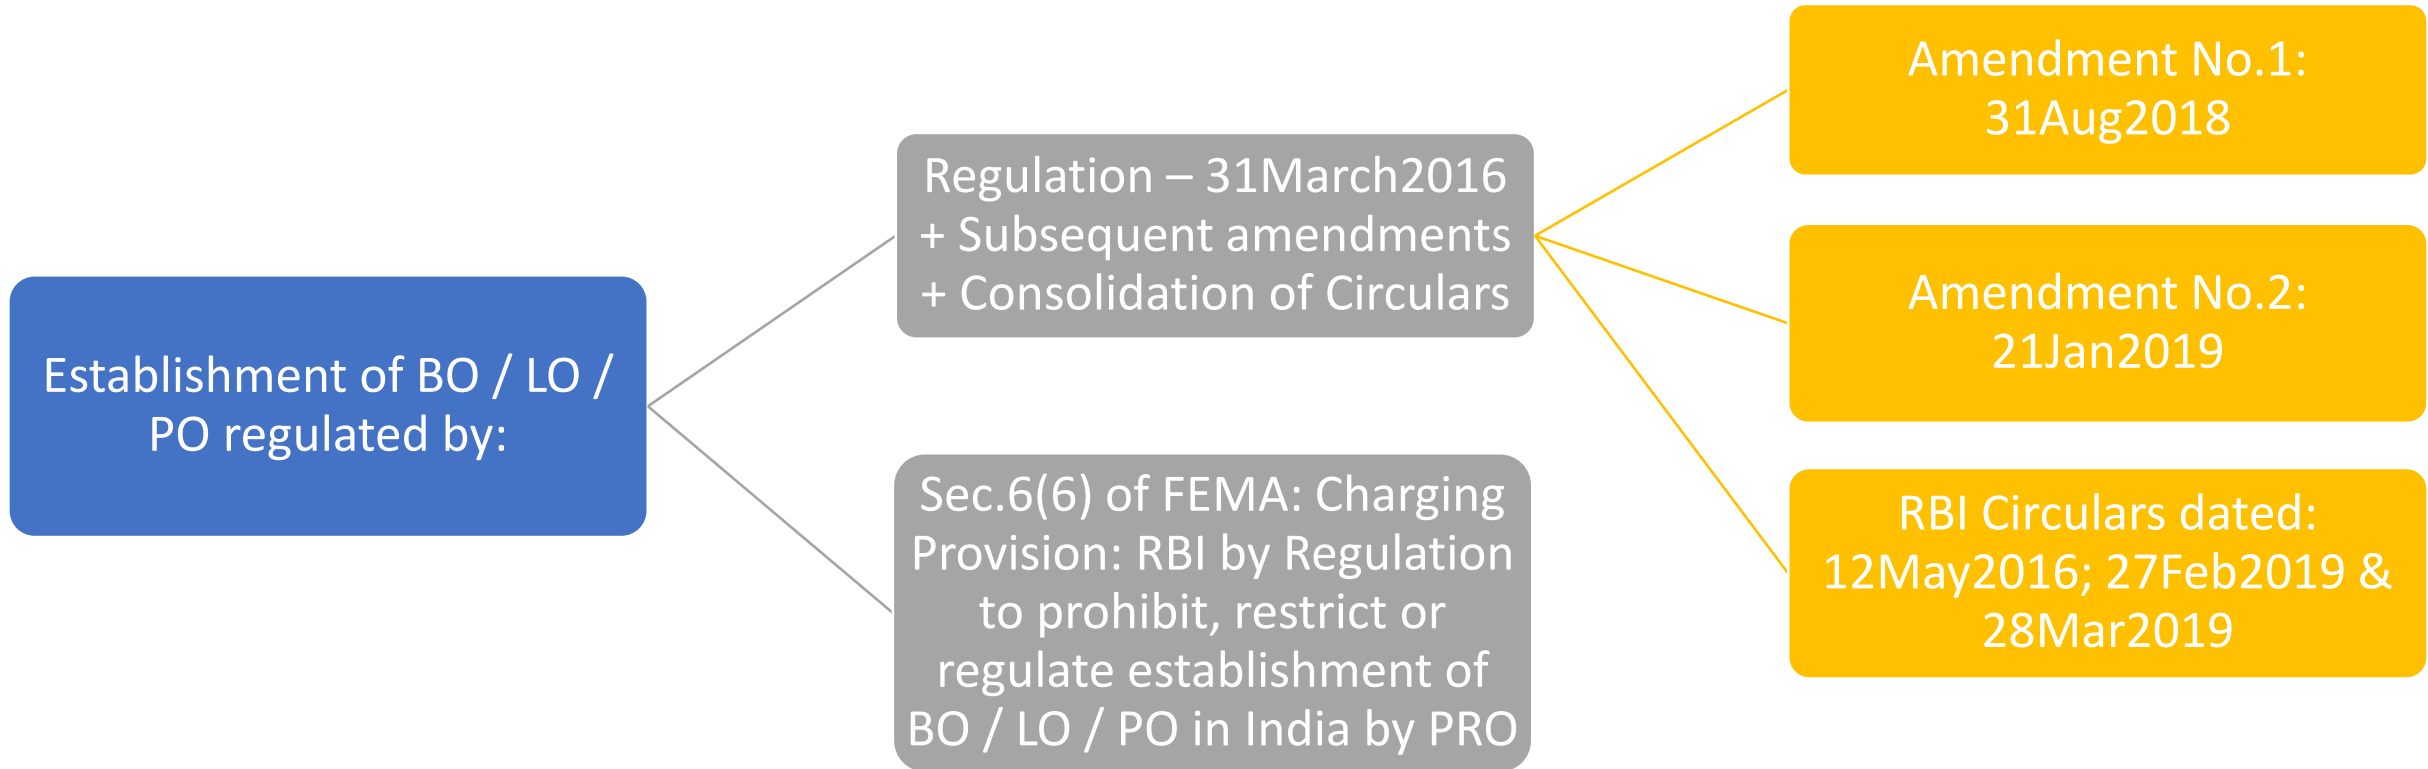 Establishment of BO / LO /
PO regulated by:
Regulation – 31March2016
+ Subsequent amendments
+ Consolidation of Circulars
Sec.6(6) of FEMA: Charging
Provision: RBI by Regulation
to prohibit, restrict or
regulate establishment of
BO / LO / PO in India by PRO
Amendment No.1:
31Aug2018
Amendment No.2:
21Jan2019
RBI Circulars dated:
12May2016; 27Feb2019 &
28Mar2019